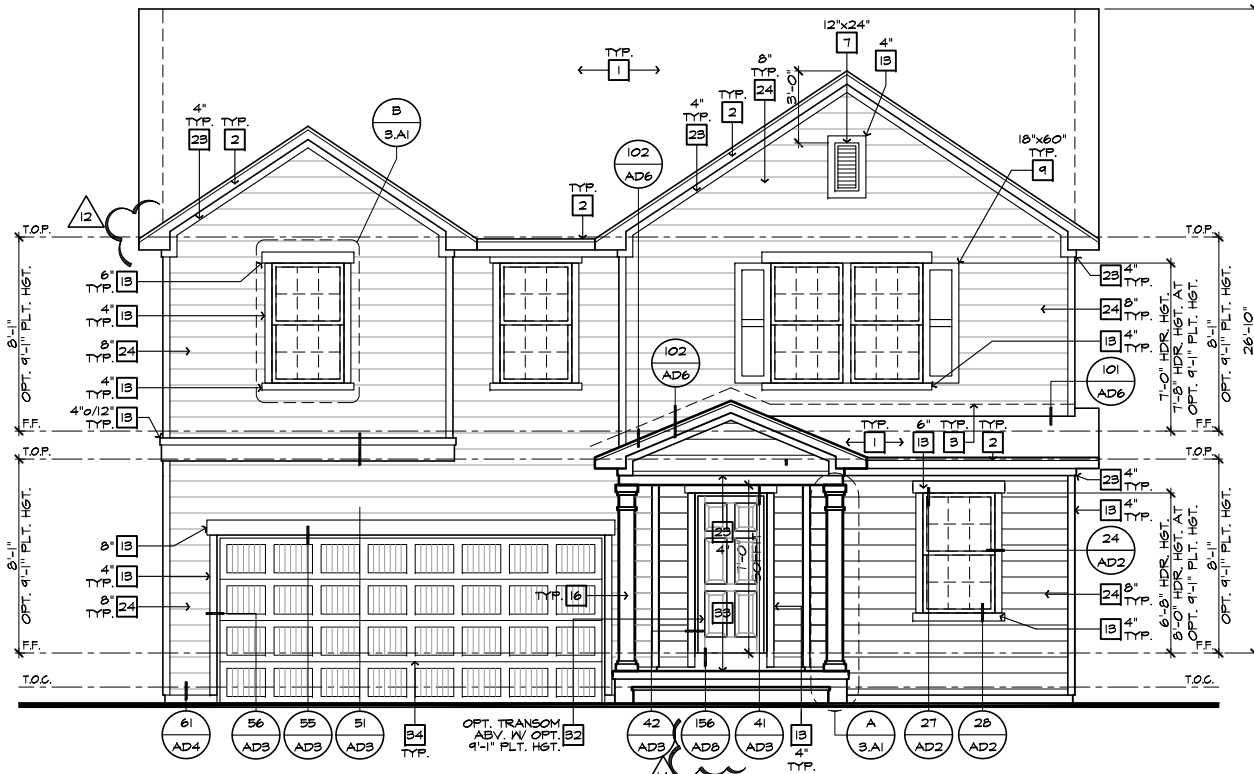 12"x24"
7
4"
13
TYP.
1
8"
TYP.
24
3'-0"
4"
TYP.
23
TYP.
2
B
3.A1
4"
TYP.
23
TYP.
2
18"x60"
TYP.
9
102
AD6
TYP.
2
12
T.O.P.
T.O.P.
6"
TYP.
13
4"
TYP.
13
8"
TYP.
24
4"
TYP.
13
4"o/12"
TYP.
13
8'-1"
OPT. 9'-1" PLT. HGT.
F.F.
T.O.P.
23
4"
TYP.
24
8"
TYP.
13
4"
TYP.
7'-0" HDR. HGT.
7'-8" HDR. HGT. AT
OPT. 9'-1" PLT. HGT.
8'-1"
OPT. 9'-1" PLT. HGT.
26'-10"
102
AD6
101
AD6
F.F.
TYP.
1
6"
13
TYP.
3
TYP.
2
T.O.P.
23
4"
TYP.
13
4"
TYP.
24
AD2
24
8"
TYP.
13
4"
TYP.
6'-8" HDR. HGT.
8'-0" HDR. HGT. AT
OPT. 9'-1" PLT. HGT.
8'-1"
OPT. 9'-1" PLT. HGT.
8"
13
4"
TYP.
13
8"
TYP.
24
8'-1"
OPT. 9'-1" PLT. HGT.
23
4"
7'-0"
TYP.
16
33
F.F.
F.F.
T.O.C.
T.O.C.
61
AD4
56
AD3
55
AD3
51
AD3
34
TYP.
OPT. TRANSOM
ABV. W/ OPT.
9'-1" PLT. HGT.
32
42
AD3
156
AD8
41
AD3
13
4"
TYP.
A
3.A1
27
AD2
28
AD2